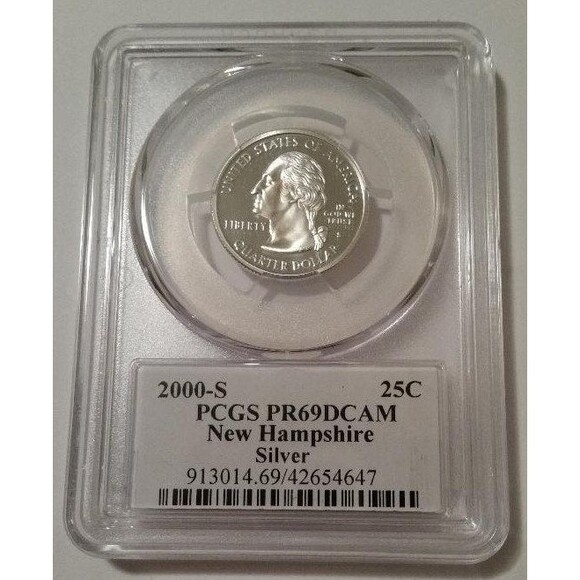 UNITED STATES OF AMERICA
LIBERTY
IN
GOD WE
TRUST
S
QUARTER DOLLAR
2000-S 25C
PCGS PR69DCAM
New Hampshire
Silver
913014.69/42654647